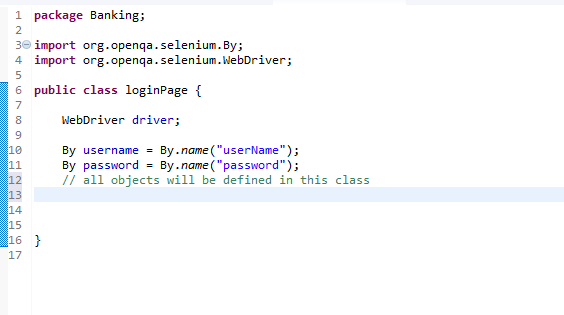 1 package Banking;
2
3 import org.openqa.selenium.By;
4 import org.openqa.selenium.WebDriver;
5
6 public class loginPage {
7
8     WebDriver driver;
9
10     By username = By.name("userName");
11     By password = By.name("password");
12     // all objects will be defined in this class
13
14
15
16 }
17